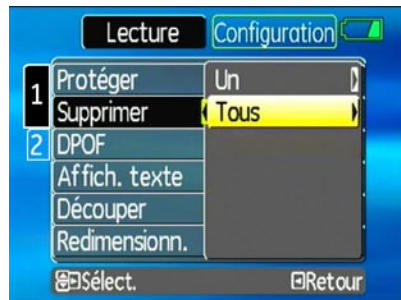 Lecture Configuration
1
Protéger Un
Supprimer Tous
2
DPOF
Affich. texte
Découper
Redimensionn.
Sélect. Retour